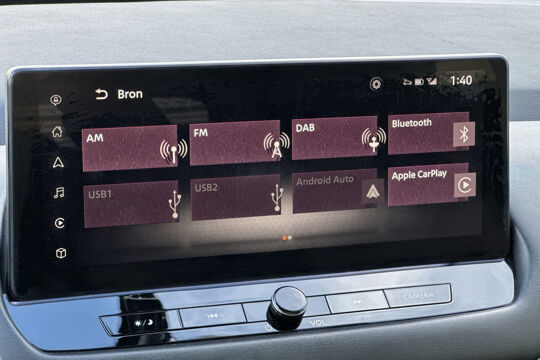 Bron
1:40
AM
FM
DAB
Bluetooth
USB1
USB2
Android Auto
Apple CarPlay
VOL
CAMERA